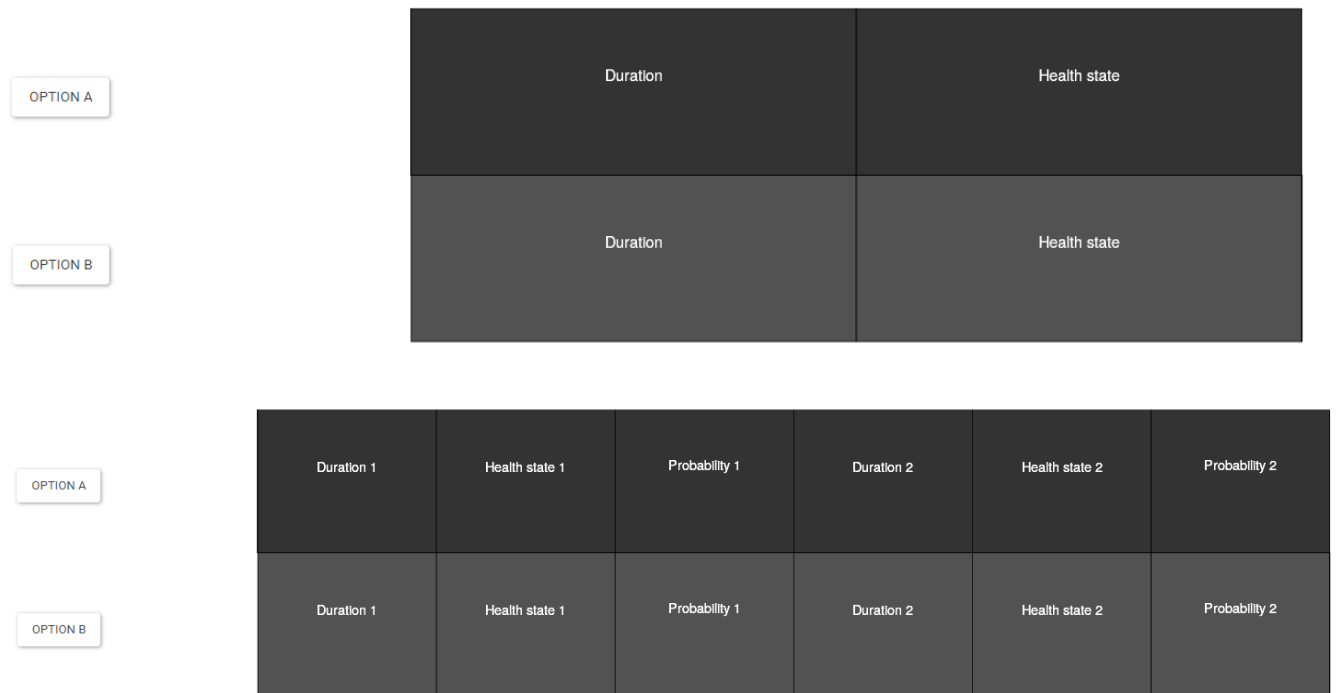 Duration Health state
OPTION A
Duration Health state
OPTION B
Duration 1 Health state 1 Probability 1 Duration 2 Health state 2 Probability 2
OPTION A
Duration 1 Health state 1 Probability 1 Duration 2 Health state 2 Probability 2
OPTION B